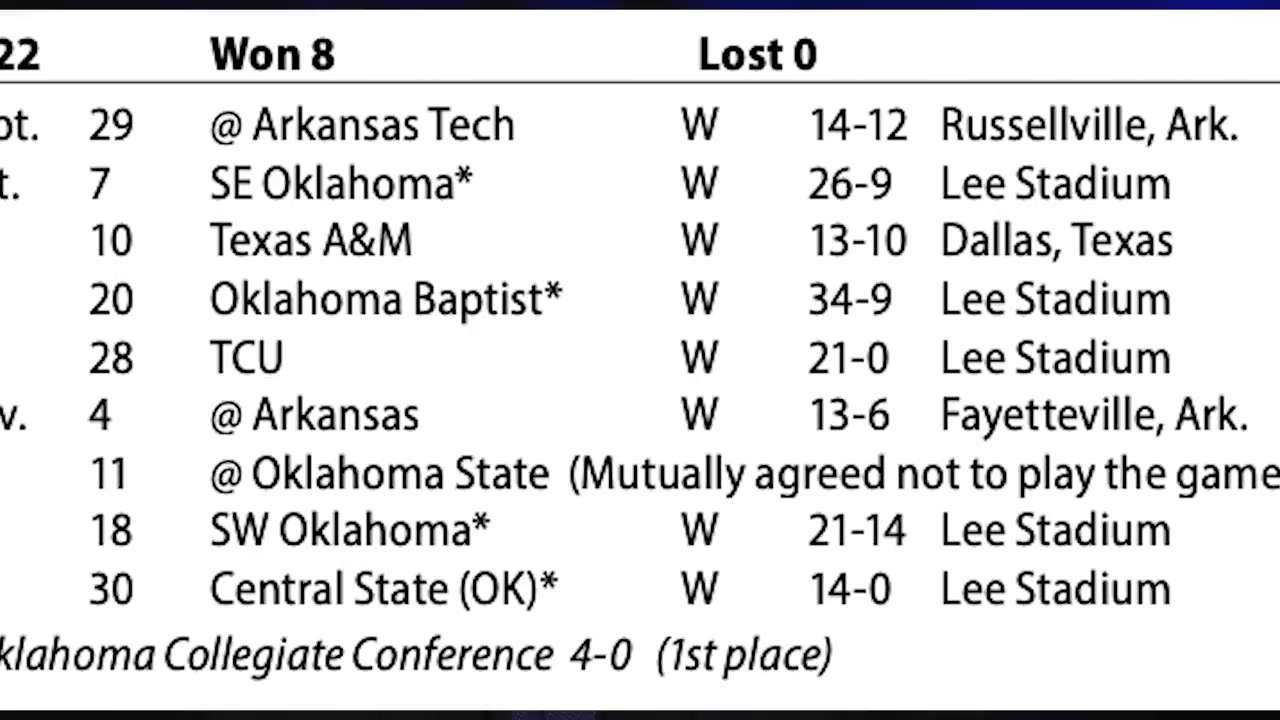 22 Won 8 Lost 0
pt. 29 @ Arkansas Tech W 14-12 Russellville, Ark.
t. 7 SE Oklahoma* W 26-9 Lee Stadium
10 Texas A&M W 13-10 Dallas, Texas
20 Oklahoma Baptist* W 34-9 Lee Stadium
28 TCU W 21-0 Lee Stadium
v. 4 @ Arkansas W 13-6 Fayetteville, Ark.
11 @ Oklahoma State (Mutually agreed not to play the game
18 SW Oklahoma* W 21-14 Lee Stadium
30 Central State (OK)* W 14-0 Lee Stadium
klahoma Collegiate Conference 4-0 (1st place)